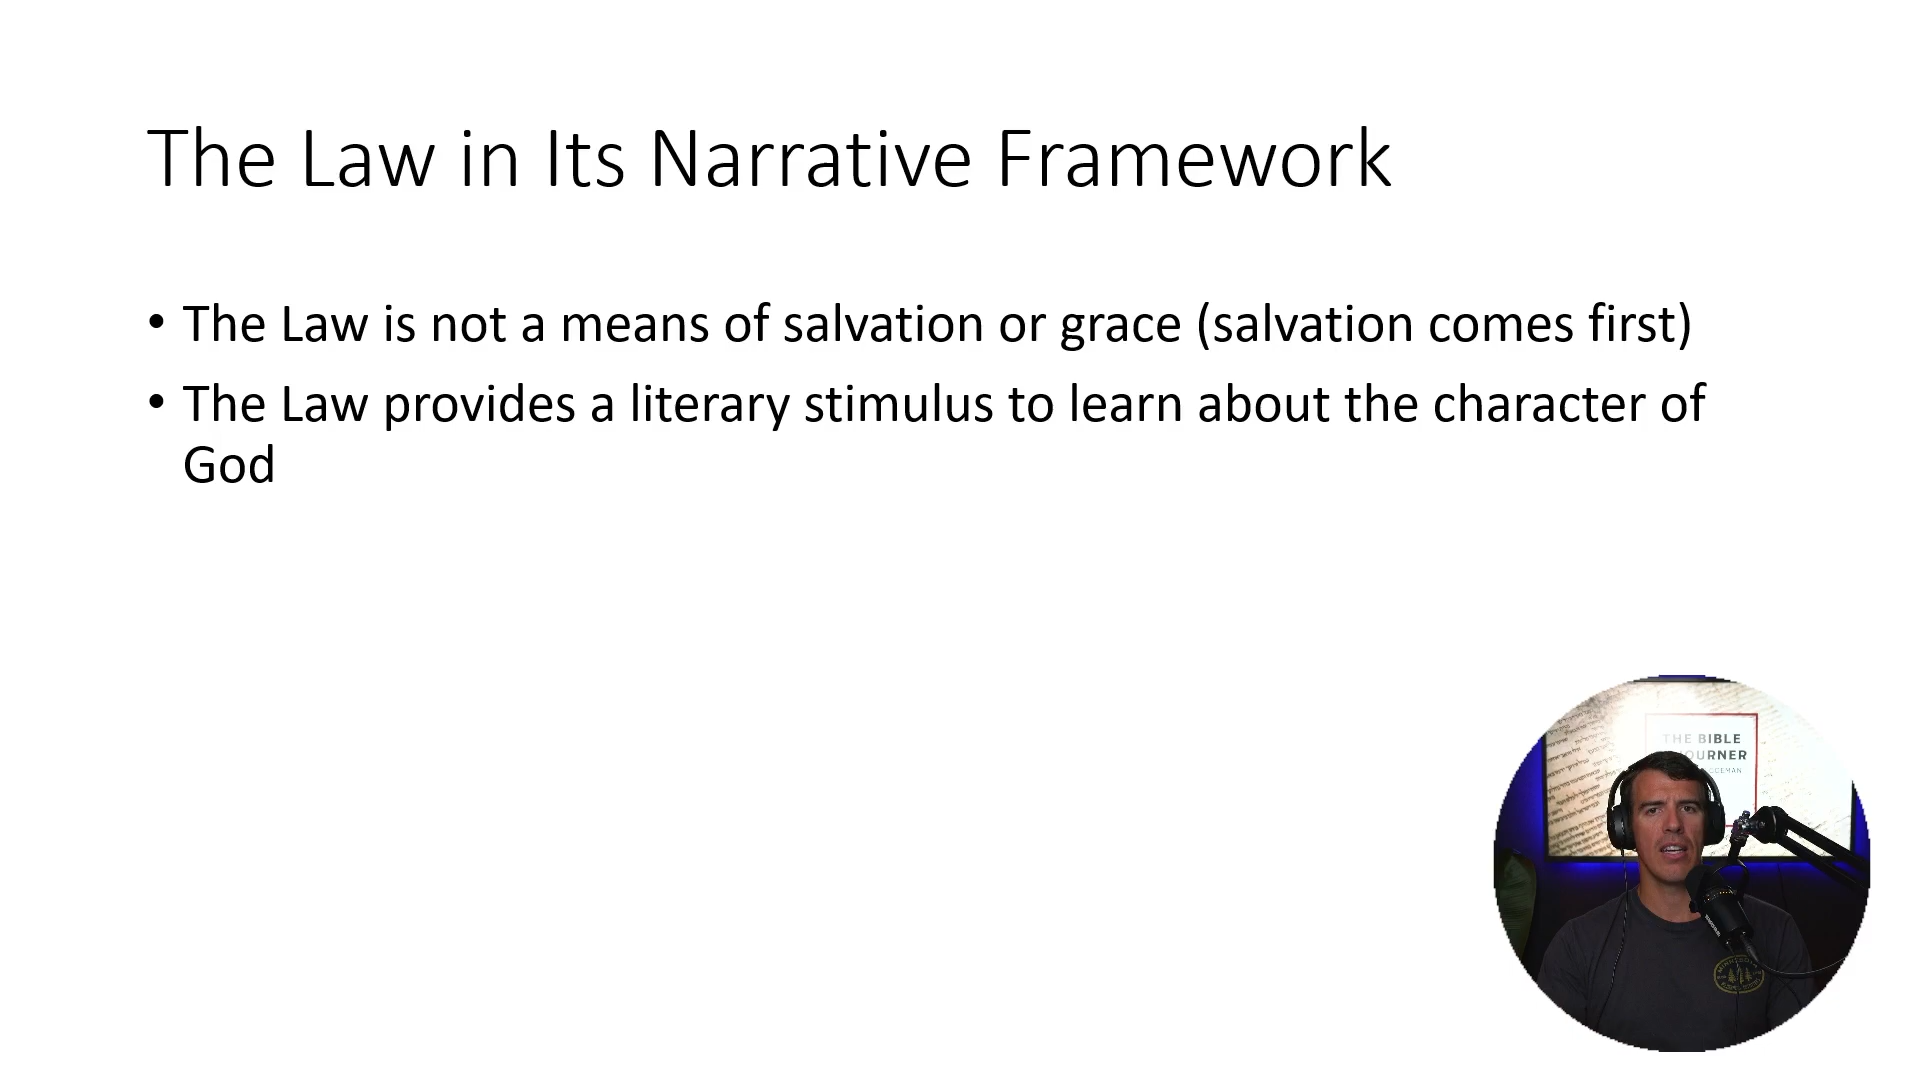 The Law in Its Narrative Framework
• The Law is not a means of salvation or grace (salvation comes first)
• The Law provides a literary stimulus to learn about the character of
God
THE BIBLE